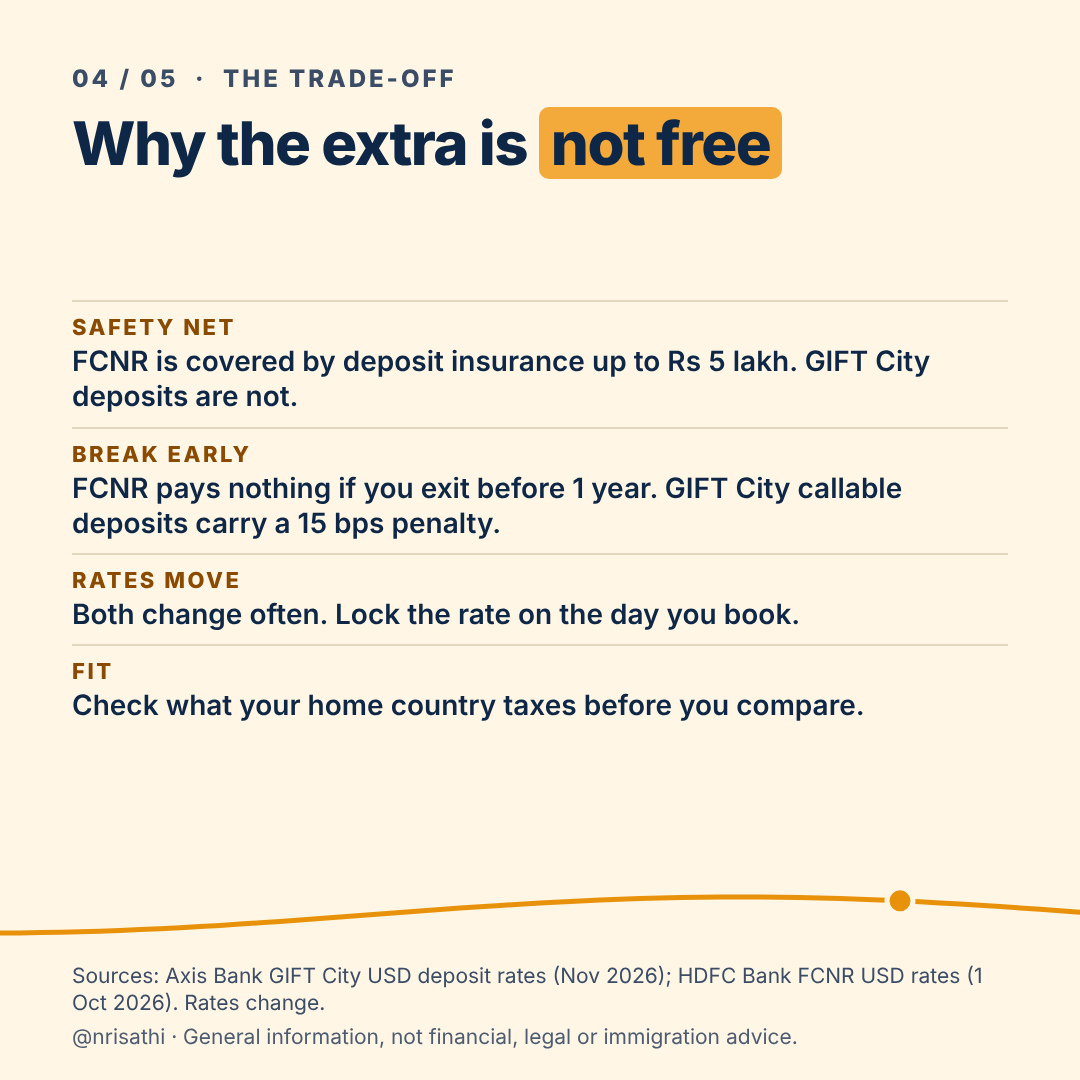 04 / 05 · THE TRADE-OFF
Why the extra is not free
SAFETY NET
FCNR is covered by deposit insurance up to Rs 5 lakh. GIFT City
deposits are not.
BREAK EARLY
FCNR pays nothing if you exit before 1 year. GIFT City callable
deposits carry a 15 bps penalty.
RATES MOVE
Both change often. Lock the rate on the day you book.
FIT
Check what your home country taxes before you compare.
Sources: Axis Bank GIFT City USD deposit rates (Nov 2026); HDFC Bank FCNR USD rates (1
Oct 2026). Rates change.
@nrisathi · General information, not financial, legal or immigration advice.